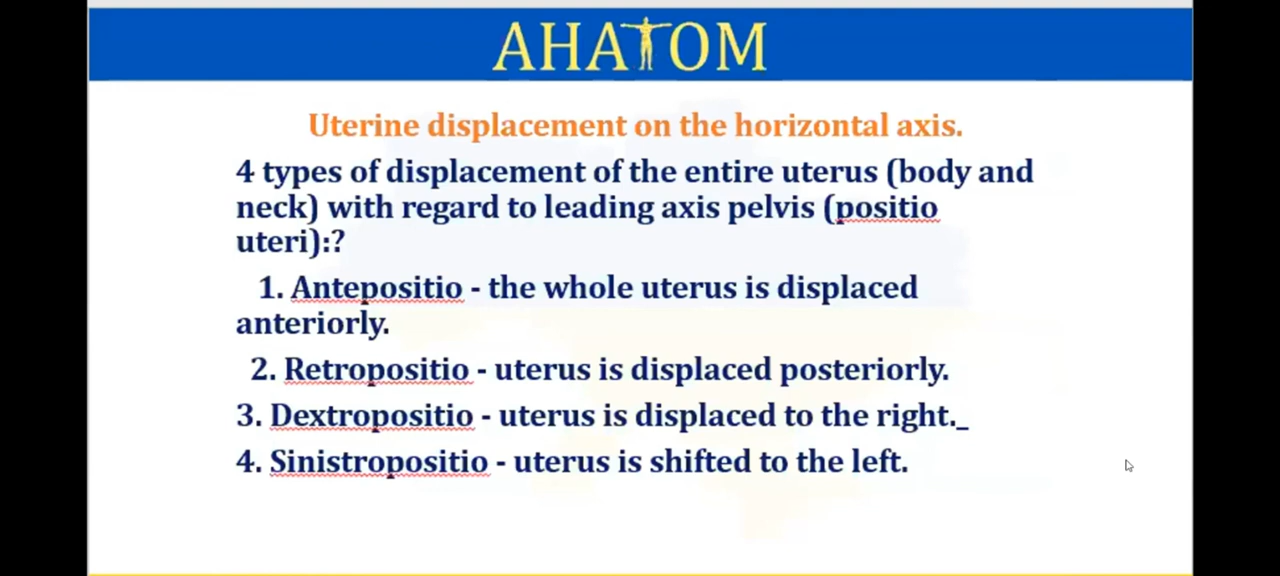 AHATOM
Uterine displacement on the horizontal axis.
4 types of displacement of the entire uterus (body and
neck) with regard to leading axis pelvis (positio
uteri):?
1. Antepositio - the whole uterus is displaced
anteriorly.
2. Retropositio - uterus is displaced posteriorly.
3. Dextropositio - uterus is displaced to the right._
4. Sinistropositio - uterus is shifted to the left.